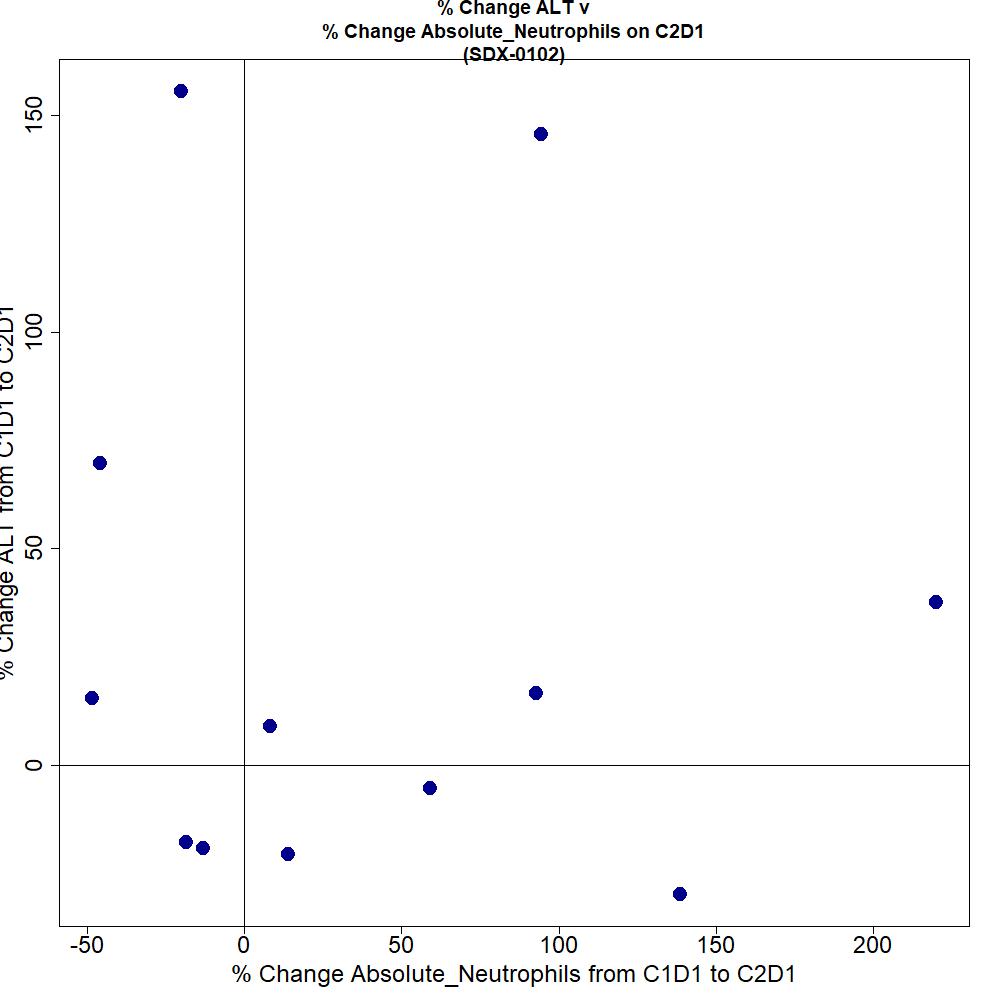 % Change ALT v
% Change Absolute_Neutrophils on C2D1
(SDX-0102)
% Change ALT from C1D1 to C2D1
150
100
50
0
-50
0
50
100
150
200
% Change Absolute_Neutrophils from C1D1 to C2D1